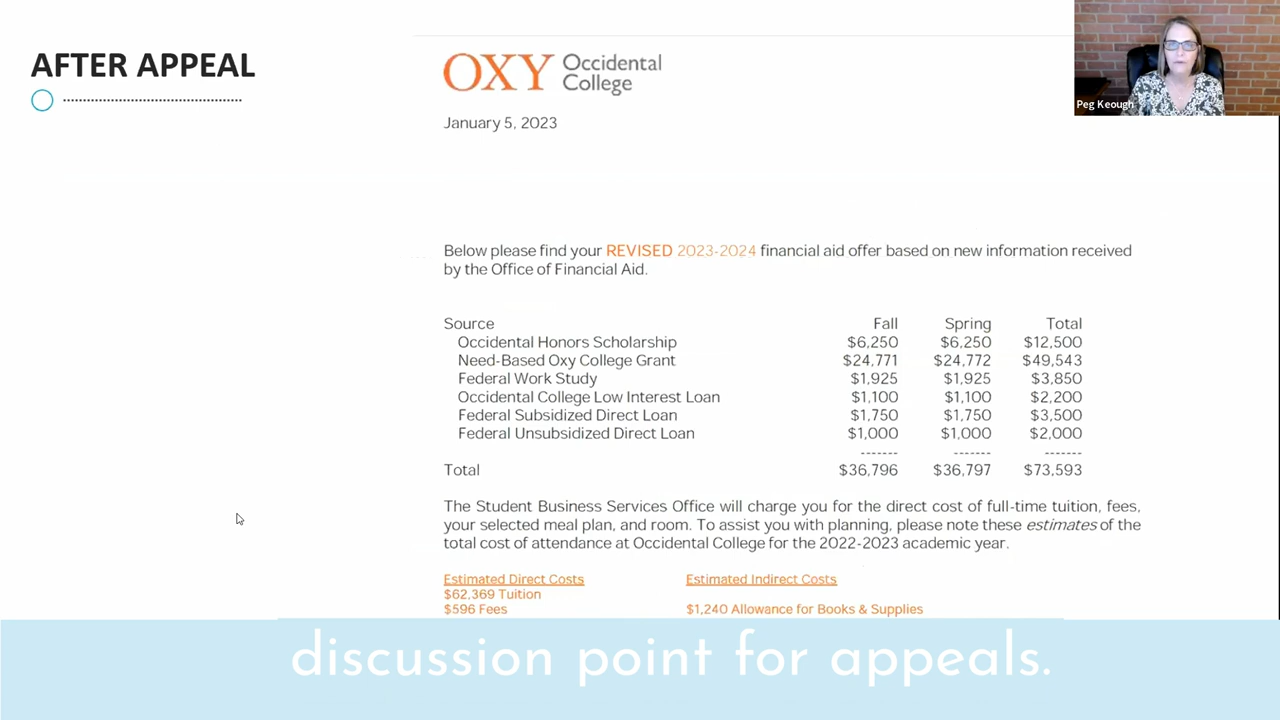 AFTER APPEAL
OXY Occidental
College
Peg Keough
January 5, 2023
Below please find your REVISED 2023-2024 financial aid offer based on new information received
by the Office of Financial Aid.
Source Fall Spring Total
Occidental Honors Scholarship $6,250 $6,250 $12,500
Need-Based Oxy College Grant $24,771 $24,772 $49,543
Federal Work Study $1,925 $1,925 $3,850
Occidental College Low Interest Loan $1,100 $1,100 $2,200
Federal Subsidized Direct Loan $1,750 $1,750 $3,500
Federal Unsubsidized Direct Loan $1,000 $1,000 $2,000
------- ------- -------
Total $36,796 $36,797 $73,593
The Student Business Services Office will charge you for the direct cost of full-time tuition, fees,
your selected meal plan, and room. To assist you with planning, please note these estimates of the
total cost of attendance at Occidental College for the 2022-2023 academic year.
Estimated Direct Costs Estimated Indirect Costs
$62,369 Tuition
$596 Fees $1,240 Allowance for Books & Supplies
discussion point for appeals.